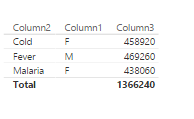 Column2 Column1 Column3
Cold F 458920
Fever M 469260
Malaria F 438060
Total 1366240